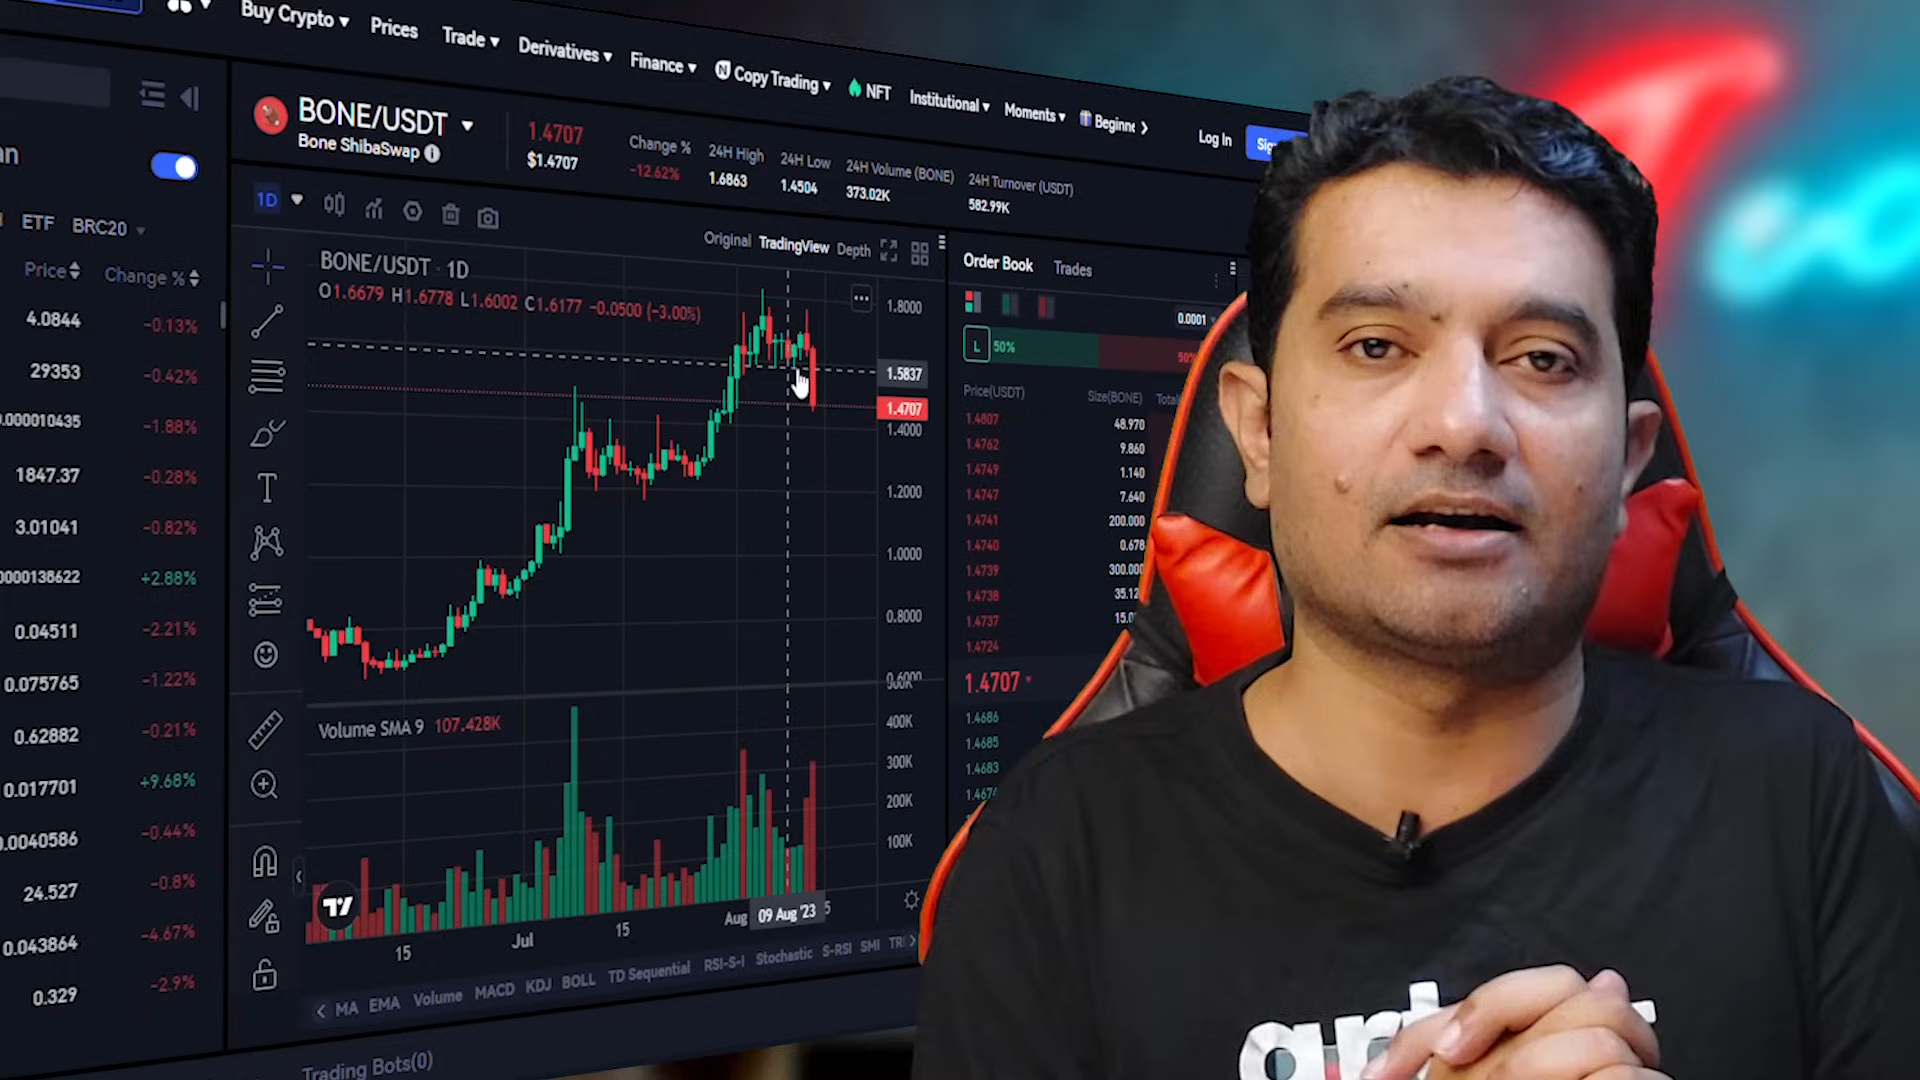 Buy Crypto Prices Trade Derivatives Finance Copy Trading NFT Institutional Moments
Log In
BONE/USDT
Bone ShibaSwap
1.4707
$1.4707
Change %
-12.62%
24H High
1.6863
24H Low
1.4504
24H Volume (BONE)
373.02K
24H Turnover (USDT)
582.99K
ETF BRC20
Price Change %
4.0844 -0.13%
29353 -0.42%
-1.88%
1847.37 -0.28%
3.01041 -0.82%
+2.88%
0.04511 -2.21%
0.075765 -1.22%
0.62882 -0.21%
0.017701 +9.68%
-0.44%
24.527 -0.8%
0.043864 -4.67%
0.329 -2.9%
1D
Original TradingView Depth
BONE/USDT · 1D
O1.6679 H1.6778 L1.6002 C1.6177 -0.0500 (-3.00%)
1.8000
1.5837
1.4707
1.4000
1.2000
1.0000
0.8000
0.6000
Volume SMA 9 107.428K
400K
300K
200K
100K
15 Jul 15 Aug 09 Aug '23
MA EMA Volume MACD KDJ BOLL TD Sequential RSI-S-I Stochastic S-RSI SMI
Trading Bots(0)
Order Book Trades
0.0001
L 50% 50%
Price(USDT) Size(BONE) Total
1.4807 48.970
1.4762 9.860
1.4749 1.140
1.4747 7.640
1.4741 200.000
1.4740 0.678
1.4739 300.000
1.4738
1.4737
1.4724
1.4707
1.4686
1.4685
1.4683
1.4674